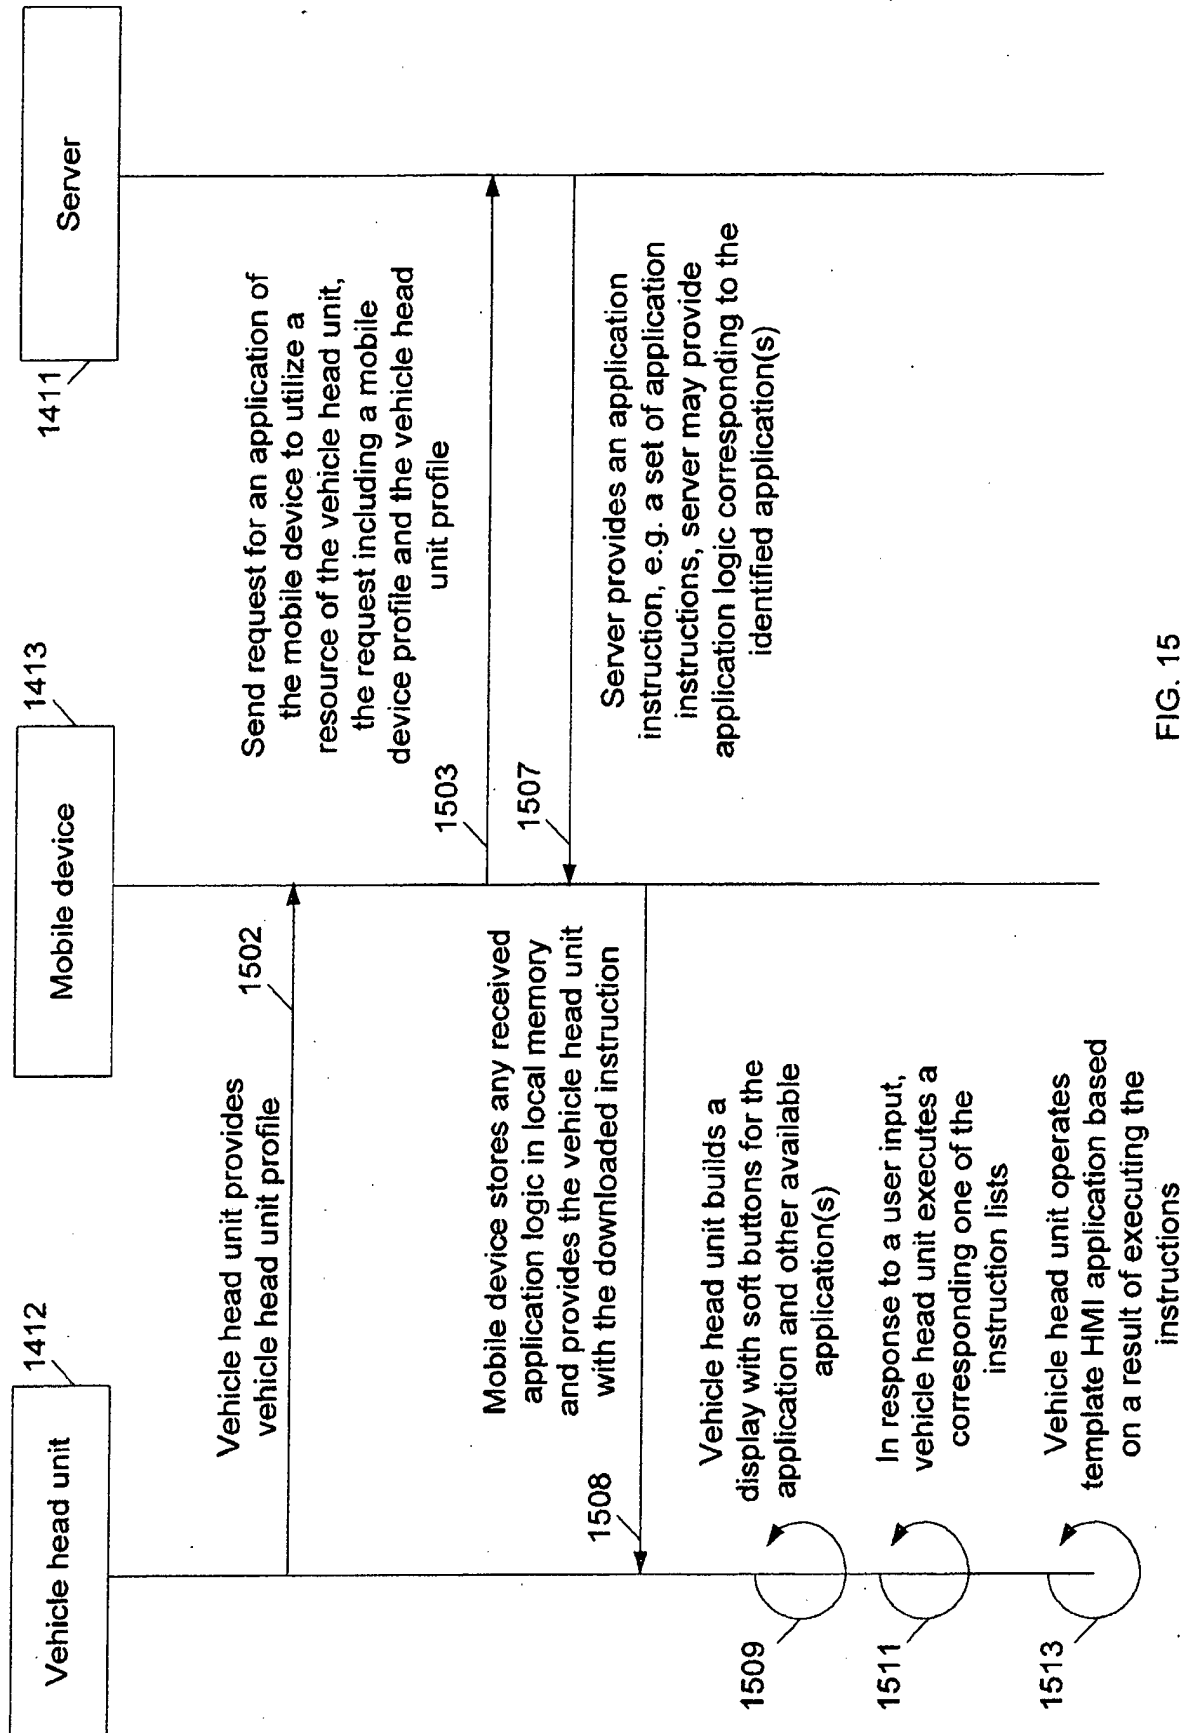 Vehicle head unit
1412
Mobile device
1413
Server
1411
Vehicle head unit provides
vehicle head unit profile
1502
Send request for an application of
the mobile device to utilize a
resource of the vehicle head unit,
the request including a mobile
device profile and the vehicle head
unit profile
1503
1507
Server provides an application
instruction, e.g. a set of application
instructions, server may provide
application logic corresponding to the
identified application(s)
Mobile device stores any received
application logic in local memory
and provides the vehicle head unit
with the downloaded instruction
1508
Vehicle head unit builds a
display with soft buttons for the
application and other available
application(s)
1509
In response to a user input,
vehicle head unit executes a
corresponding one of the
instruction lists
1511
Vehicle head unit operates
template HMI application based
on a result of executing the
instructions
1513
FIG. 15